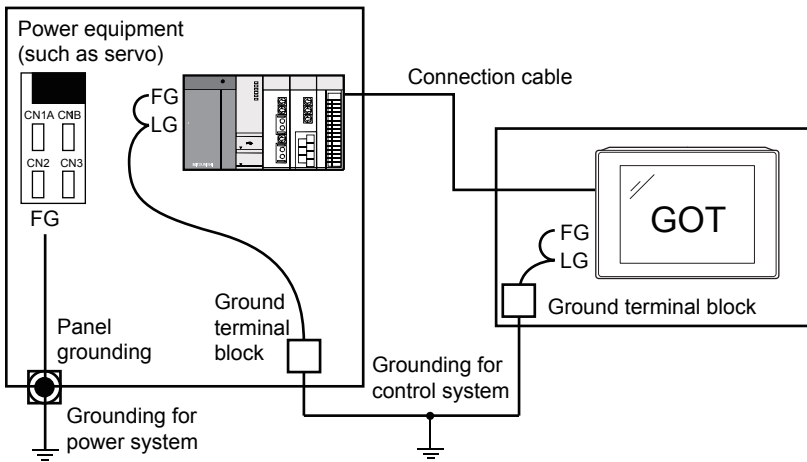 Power equipment
(such as servo)
CN1A CN1B
CN2 CN3
FG
FG
LG
Connection cable
GOT
FG
LG
Ground terminal block
Ground
terminal
block
Panel
grounding
Grounding for
control system
Grounding for
power system